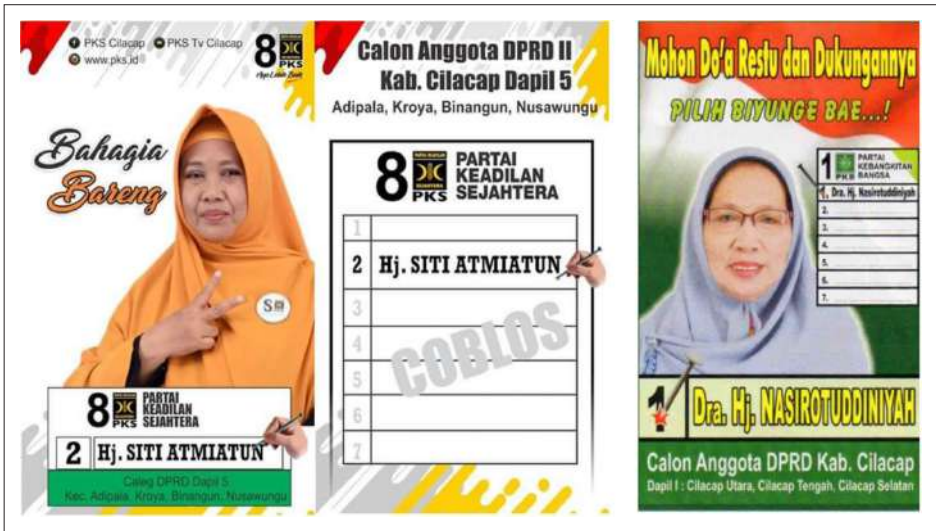 PKS Cilacap PKS Tv Cilacap
www.pks.id
8 PKS
Bahagia
Bareng
8 PKS PARTAI
KEADILAN
SEJAHTERA
2 Hj. SITI ATMIATUN
Caleg DPRD Dapil 5
Kec. Adipala, Kroya, Binangun, Nusawungu
Calon Anggota DPRD II
Kab. Cilacap Dapil 5
Adipala, Kroya, Binangun, Nusawungu
8 PKS PARTAI
KEADILAN
SEJAHTERA
1
2 Hj. SITI ATMIATUN
3
4
5
6
7
COBLOS
Mohon Do'a Restu dan Dukungannya
PILIH BIYUNGE BAE...!
1 PKB PARTAI
KEBANGKITAN
BANGSA
1. Dra. Hj. Nasirotuddiniyah
2.
3.
4.
5.
6.
7.
1 Dra. Hj. NASIROTUDDINIYAH
Calon Anggota DPRD Kab. Cilacap
Dapil I : Cilacap Utara, Cilacap Tengah, Cilacap Selatan